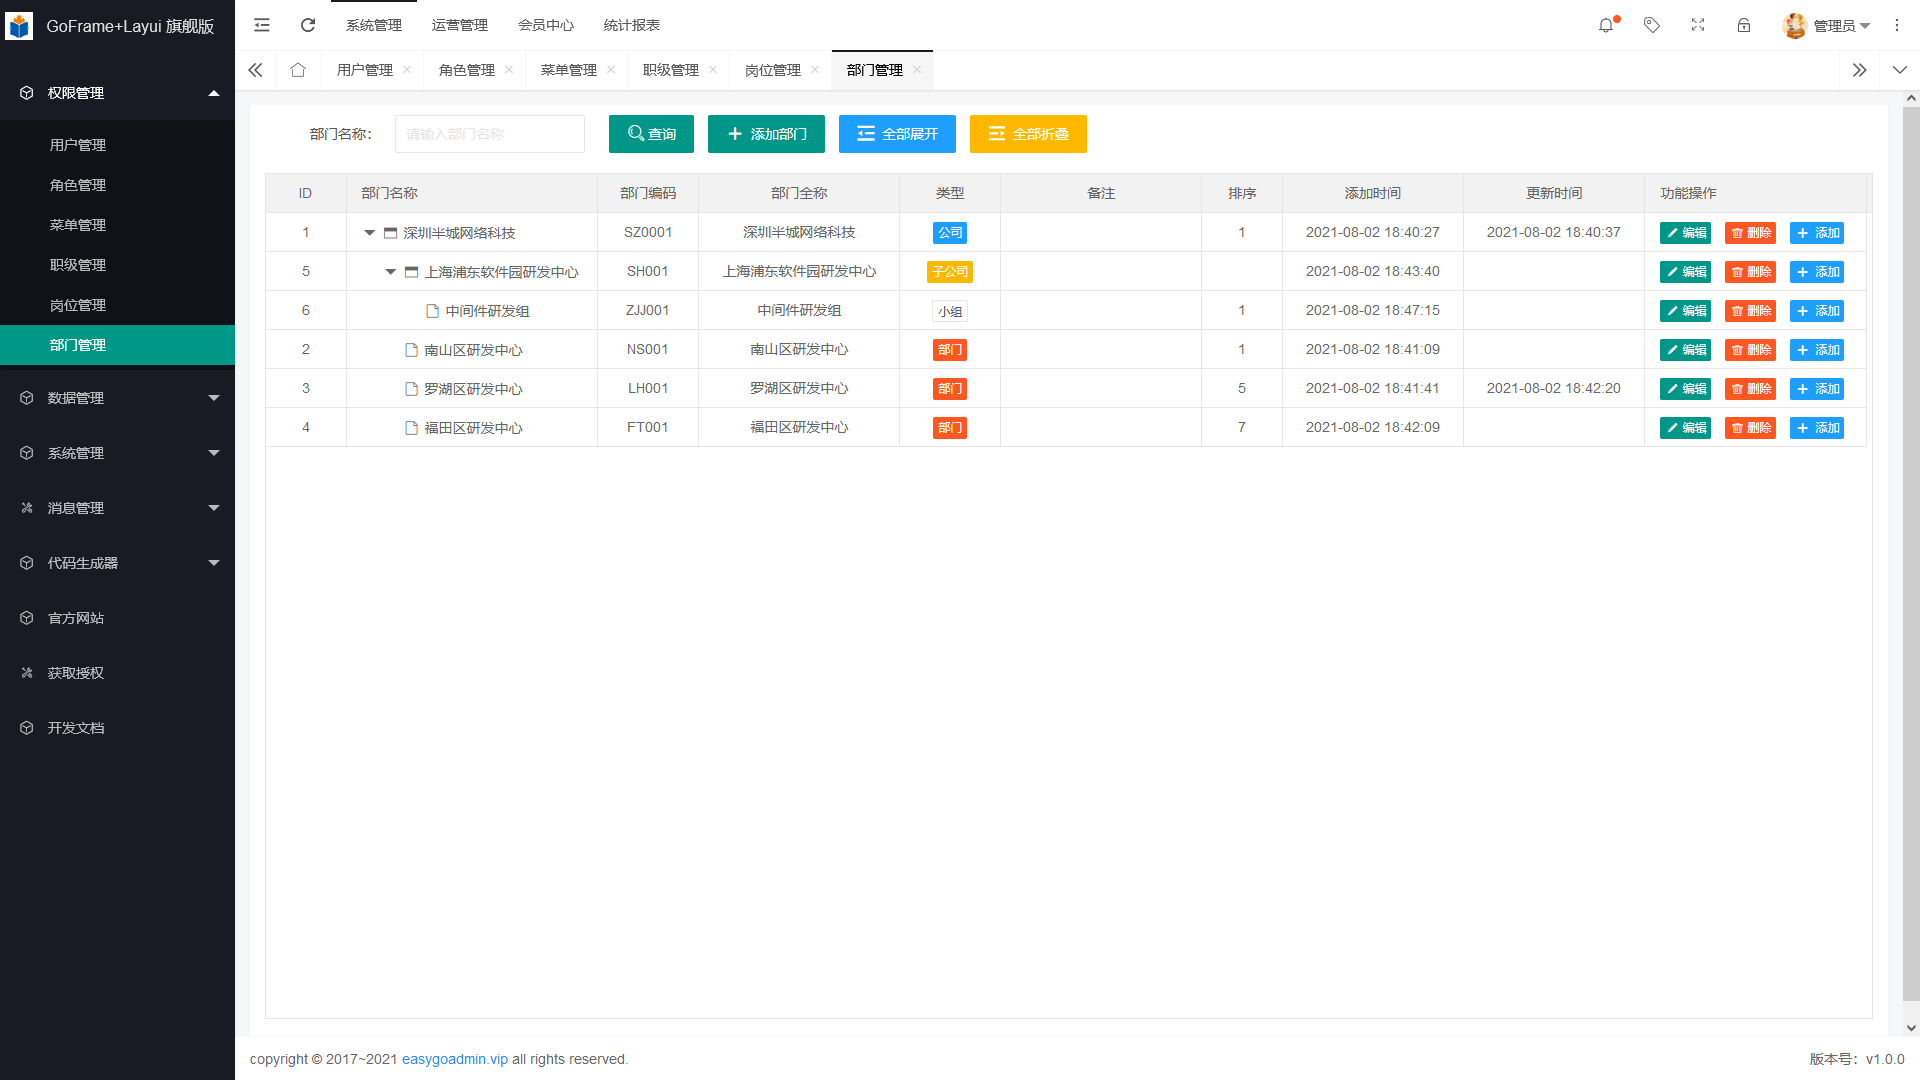 GoFrame+Layui 旗舰版
系统管理 运营管理 会员中心 统计报表
管理员
用户管理 角色管理 菜单管理 职级管理 岗位管理 部门管理
权限管理
用户管理
角色管理
菜单管理
职级管理
岗位管理
部门管理
数据管理
系统管理
消息管理
代码生成器
官方网站
获取授权
开发文档
部门名称： 请输入部门名称 查询 添加部门 全部展开 全部折叠
ID 部门名称 部门编码 部门全称 类型 备注 排序 添加时间 更新时间 功能操作
1 深圳半城网络科技 SZ0001 深圳半城网络科技 公司 1 2021-08-02 18:40:27 2021-08-02 18:40:37 编辑 删除 添加
5 上海浦东软件园研发中心 SH001 上海浦东软件园研发中心 子公司 2021-08-02 18:43:40 编辑 删除 添加
6 中间件研发组 ZJJ001 中间件研发组 小组 1 2021-08-02 18:47:15 编辑 删除 添加
2 南山区研发中心 NS001 南山区研发中心 部门 1 2021-08-02 18:41:09 编辑 删除 添加
3 罗湖区研发中心 LH001 罗湖区研发中心 部门 5 2021-08-02 18:41:41 2021-08-02 18:42:20 编辑 删除 添加
4 福田区研发中心 FT001 福田区研发中心 部门 7 2021-08-02 18:42:09 编辑 删除 添加
copyright © 2017~2021 easygoadmin.vip all rights reserved. 版本号：v1.0.0